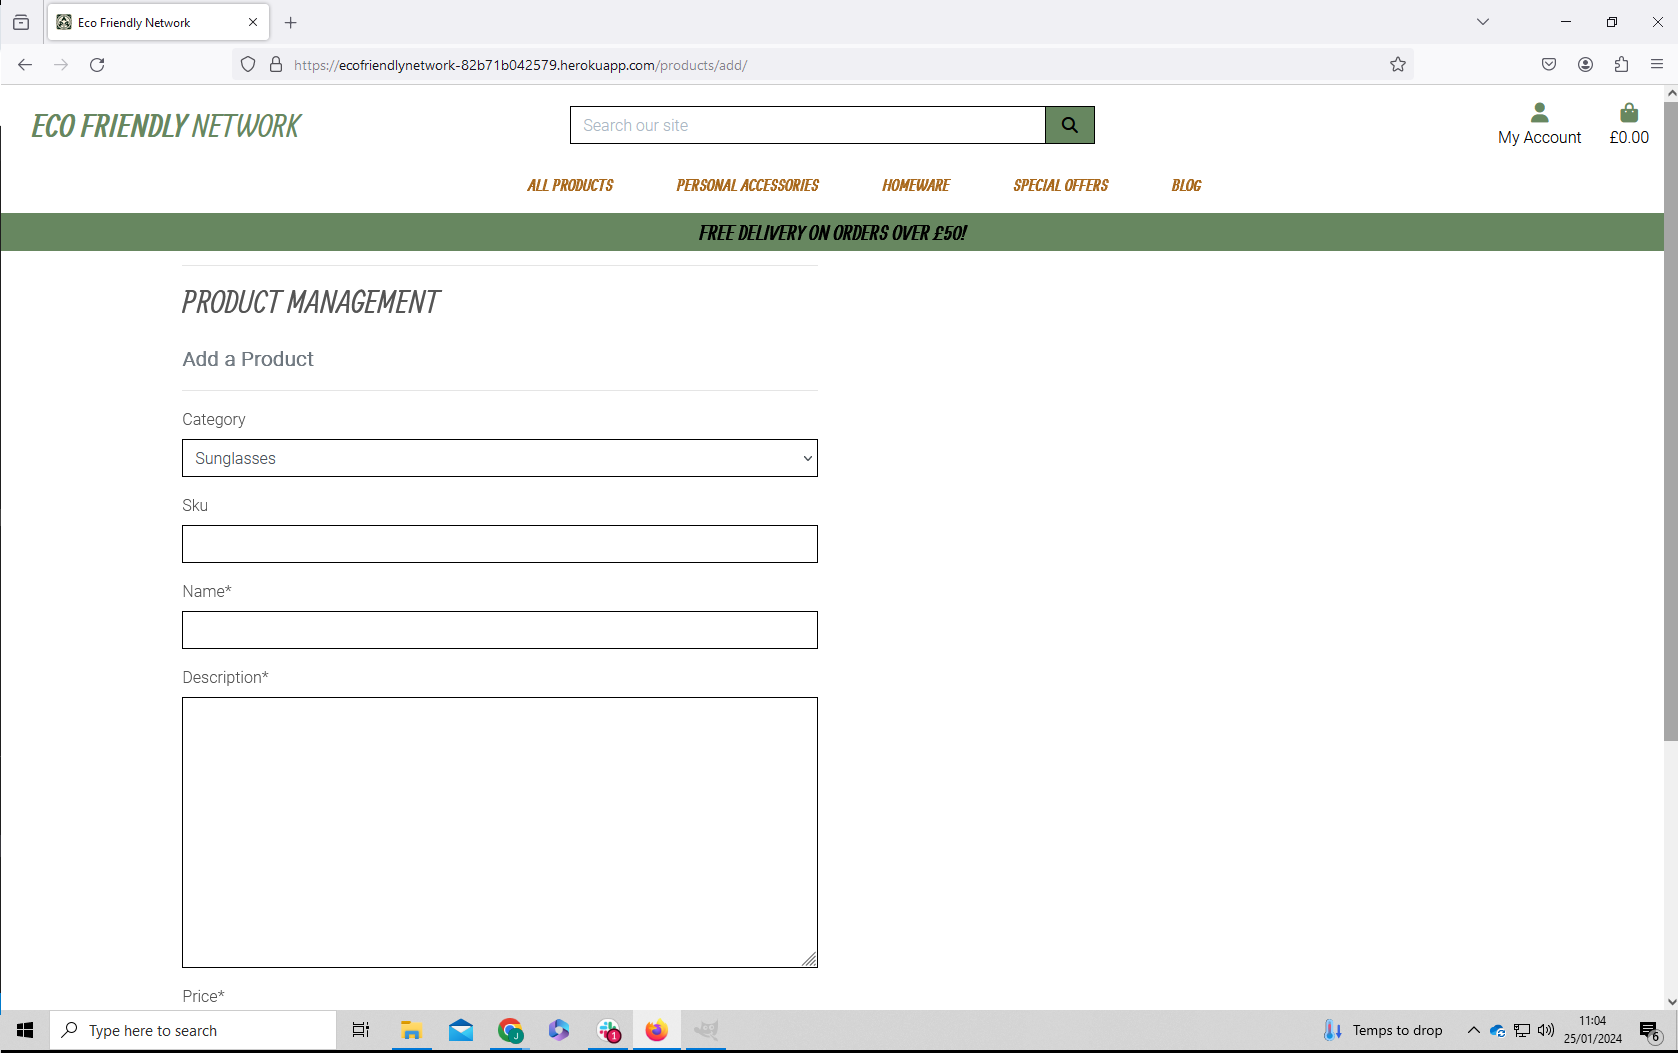 Eco Friendly Network
https://ecofriendlynetwork-82b71b042579.herokuapp.com/products/add/
ECO FRIENDLY NETWORK
Search our site
My Account
£0.00
ALL PRODUCTS
PERSONAL ACCESSORIES
HOMEWARE
SPECIAL OFFERS
BLOG
FREE DELIVERY ON ORDERS OVER £50!
PRODUCT MANAGEMENT
Add a Product
Category
Sunglasses
Sku
Name*
Description*
Price*
Type here to search
J
1
Temps to drop
11:04
25/01/2024
6